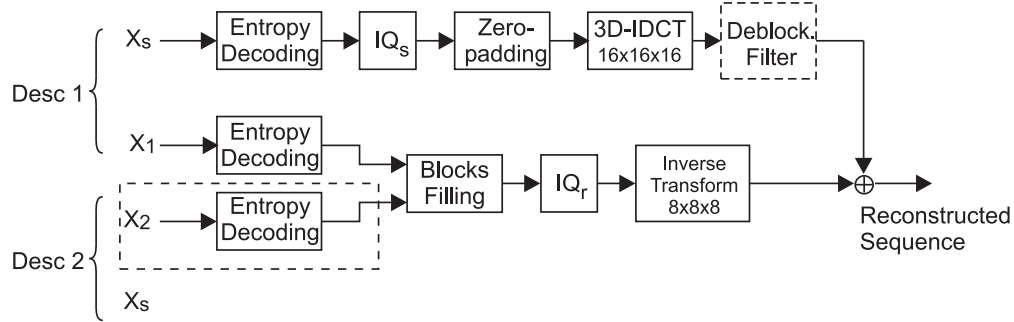 Desc 1
Xs
Entropy
Decoding
IQs
Zero-
padding
3D-IDCT
16x16x16
Deblock.
Filter
X1
Entropy
Decoding
Blocks
Filling
IQr
Inverse
Transform
8x8x8
Reconstructed
Sequence
Desc 2
X2
Entropy
Decoding
Xs